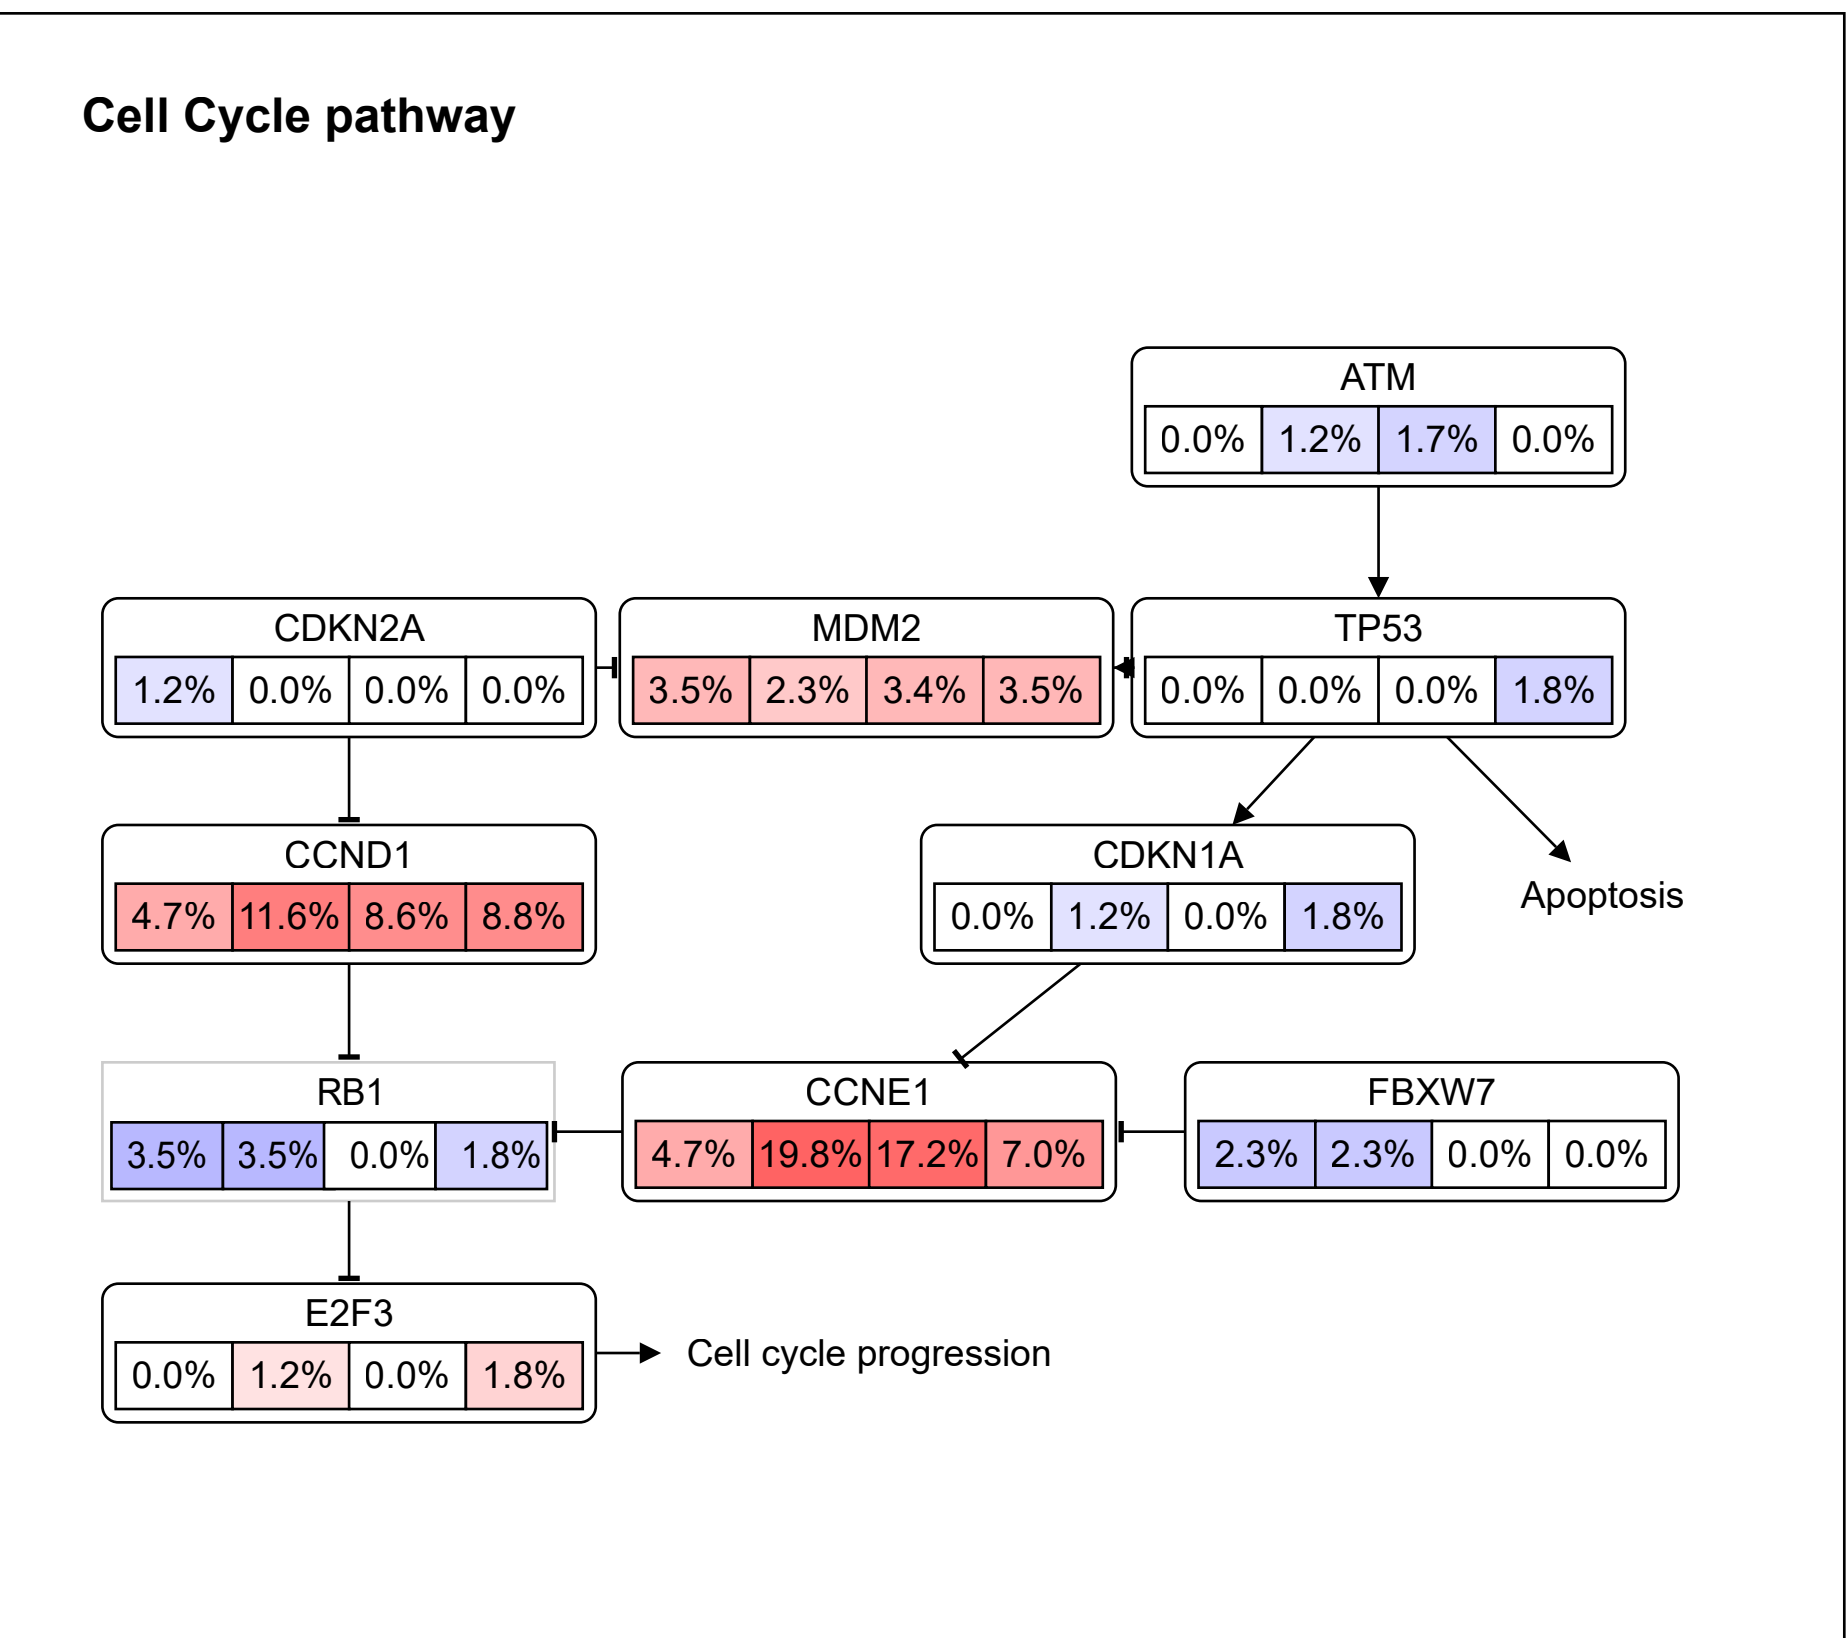 Cell Cycle pathway
ATM
0.0% 1.2% 1.7% 0.0%
CDKN2A
1.2% 0.0% 0.0% 0.0%
MDM2
3.5% 2.3% 3.4% 3.5%
TP53
0.0% 0.0% 0.0% 1.8%
CCND1
4.7% 11.6% 8.6% 8.8%
CDKN1A
0.0% 1.2% 0.0% 1.8%
Apoptosis
RB1
3.5% 3.5% 0.0% 1.8%
CCNE1
4.7% 19.8% 17.2% 7.0%
FBXW7
2.3% 2.3% 0.0% 0.0%
E2F3
0.0% 1.2% 0.0% 1.8%
Cell cycle progression